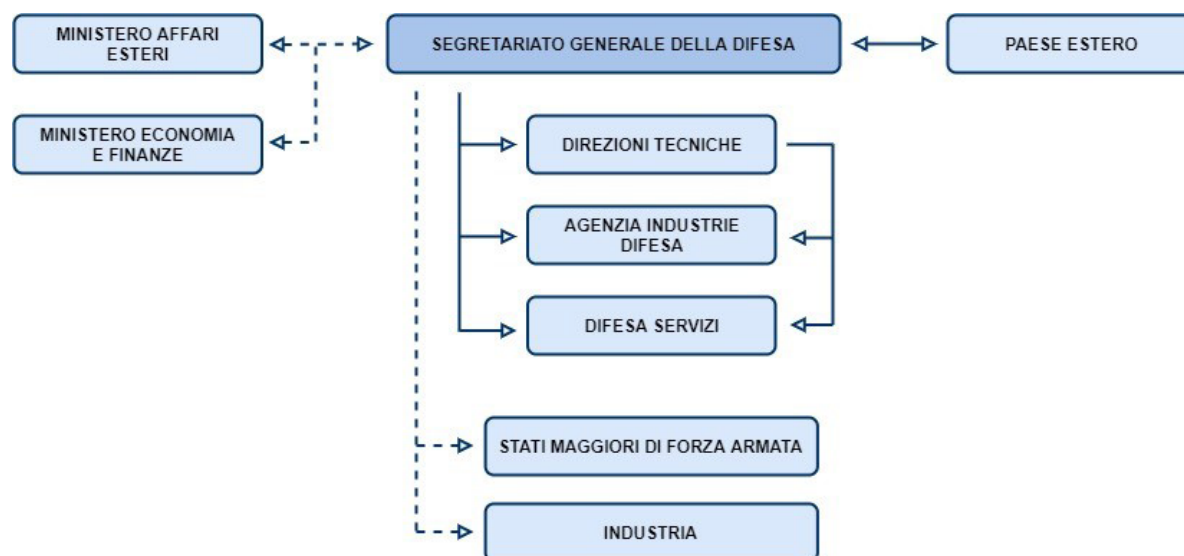 MINISTERO AFFARI
ESTERI
SEGRETARIATO GENERALE DELLA DIFESA
PAESE ESTERO
MINISTERO ECONOMIA
E FINANZE
DIREZIONI TECNICHE
AGENZIA INDUSTRIE
DIFESA
DIFESA SERVIZI
STATI MAGGIORI DI FORZA ARMATA
INDUSTRIA